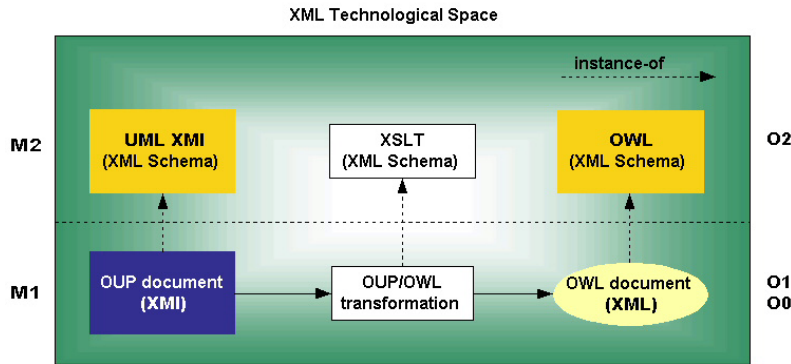 XML Technological Space
instance-of
M2
UML XMI
(XML Schema)
XSLT
(XML Schema)
OWL
(XML Schema)
O2
M1
OUP document
(XMI)
OUP/OWL
transformation
OWL document
(XML)
O1
O0